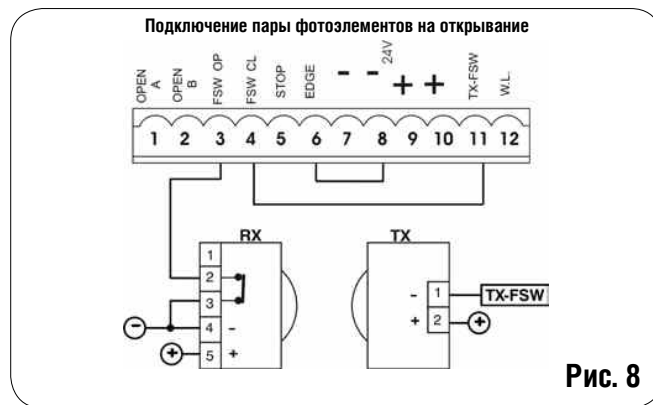 Подключение пары фотоэлементов на открывание
OPEN A
OPEN B
FSW OP
FSW CL
STOP
EDGE
- - 24V + +
TX-FSW
W.L.
1 2 3 4 5 6 7 8 9 10 11 12
RX
1
2
3
4 -
5 +
-
+
TX
- 1 TX-FSW
+ 2 +
Рис. 8